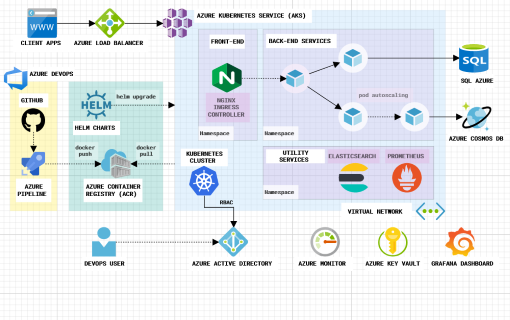 WWW
CLIENT APPS
AZURE LOAD BALANCER
AZURE KUBERNETES SERVICE (AKS)
FRONT-END
BACK-END SERVICES
SQL AZURE
AZURE DEVOPS
GITHUB
helm upgrade
HELM
HELM CHARTS
N
NGINX
INGRESS
CONTROLLER
Namespace
Namespace
pod autoscaling
AZURE COSMOS DB
docker
push
docker
pull
AZURE
PIPELINE
AZURE CONTAINER
REGISTRY (ACR)
KUBERNETES
CLUSTER
RBAC
UTILITY
SERVICES
ELASTICSEARCH
PROMETHEUS
Namespace
VIRTUAL NETWORK
DEVOPS USER
AZURE ACTIVE DIRECTORY
AZURE MONITOR
AZURE KEY VAULT
GRAFANA DASHBOARD